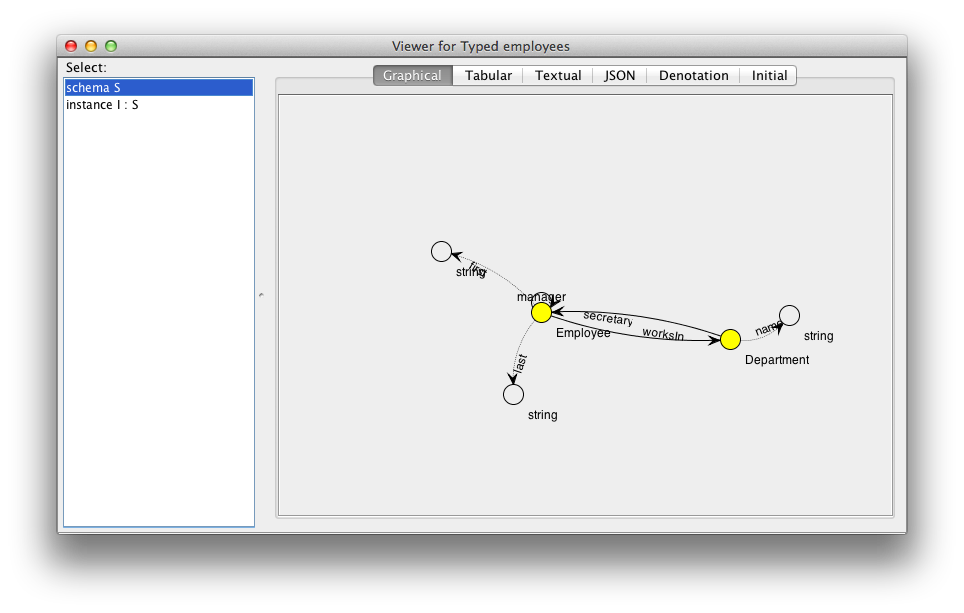 Viewer for Typed employees
Select:
schema S
instance I : S
Graphical Tabular Textual JSON Denotation Initial
first
string
manager
Employee
secretary
worksIn
name
string
Department
last
string